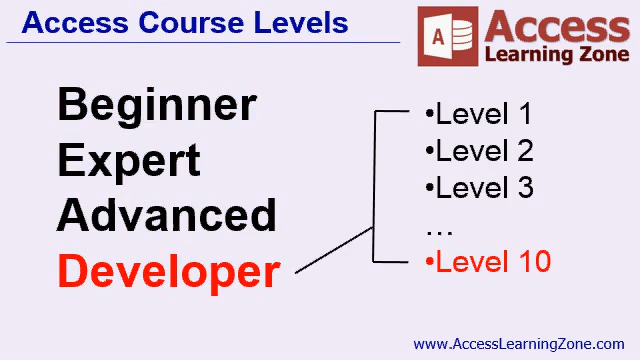 Access Course Levels
A
Access
Learning Zone
Beginner
Expert
Advanced
Developer
•Level 1
•Level 2
•Level 3
...
•Level 10
www.AccessLearningZone.com